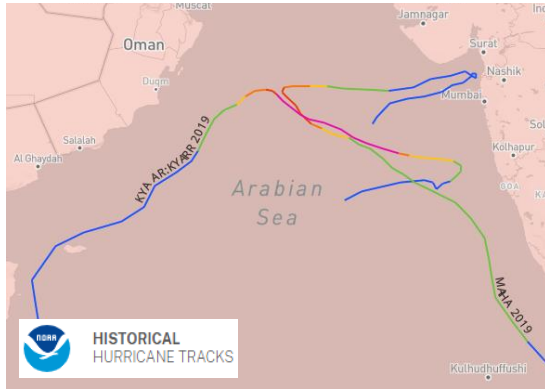 Muscat
Jamnagar
Oman
Surat
Duqm
Nashik
Mumbai
KYA AR:KYARR 2019
Salalah
Kolhapur
Al Ghaydah
Arabian
Sea
GOA
MAHA 2019
NOAA
HISTORICAL
HURRICANE TRACKS
Kulhudhuffushi